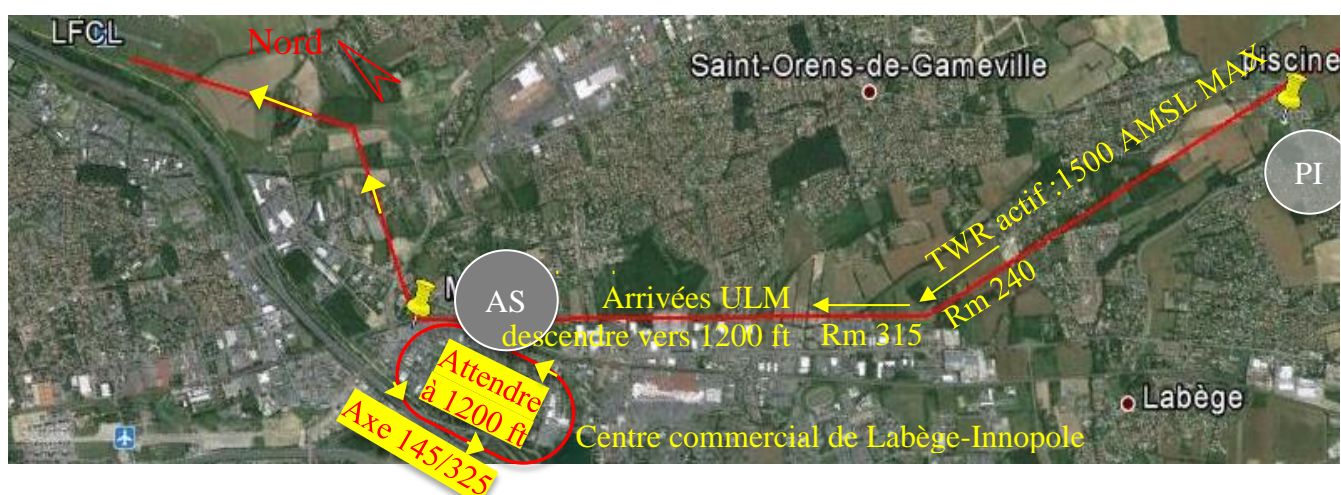 LFCL
Nord
Saint-Orens-de-Gameville
piscine
PI
TWR actif :1500 AMSL MAX
Rm 240
AS
Arrivées ULM
descendre vers 1200 ft
Rm 315
Attendre
à 1200 ft
Axe 145/325
Labège
Centre commercial de Labège-Innopole